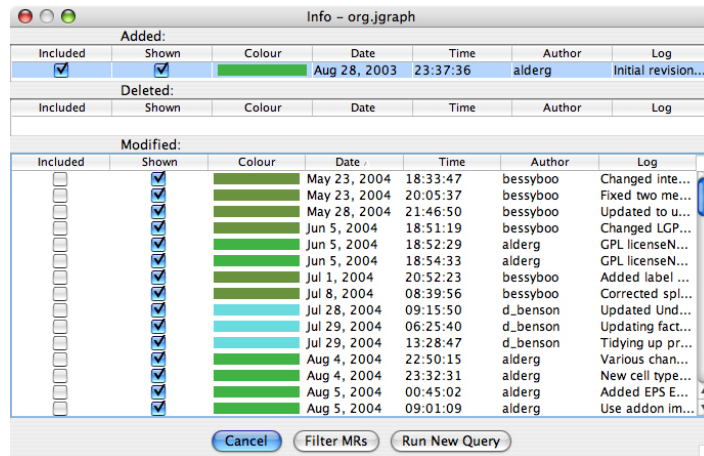 Info – org.jgraph
Added:
Included Shown Colour Date Time Author Log
Aug 28, 2003 23:37:36 alderg Initial revision...
Deleted:
Included Shown Colour Date Time Author Log
Modified:
Included Shown Colour Date Time Author Log
May 23, 2004 18:33:47 bessyboo Changed inte...
May 23, 2004 20:05:37 bessyboo Fixed two me...
May 28, 2004 21:46:50 bessyboo Updated to u...
Jun 5, 2004 18:51:19 bessyboo Changed LGP...
Jun 5, 2004 18:52:29 alderg GPL licenseN...
Jun 5, 2004 18:54:33 alderg GPL licenseN...
Jul 1, 2004 20:52:23 bessyboo Added label ...
Jul 8, 2004 08:39:56 bessyboo Corrected spl...
Jul 28, 2004 09:15:50 d_benson Updated Und...
Jul 29, 2004 06:25:40 d_benson Updating fact...
Jul 29, 2004 13:28:47 d_benson Tidying up pr...
Aug 4, 2004 22:50:15 alderg Various chan...
Aug 4, 2004 23:32:31 alderg New cell type...
Aug 5, 2004 00:45:02 alderg Added EPS E...
Aug 5, 2004 09:01:09 alderg Use addon im...
Cancel Filter MRs Run New Query